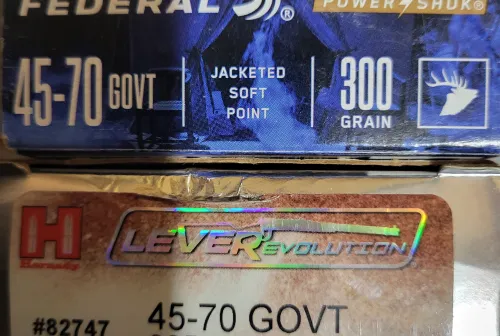 FEDERAL ®
POWER SHOK®
45-70 GOVT
JACKETED
SOFT
POINT
300
GRAIN
H
Hornady
LEVERevolution
#82747
45-70 GOVT